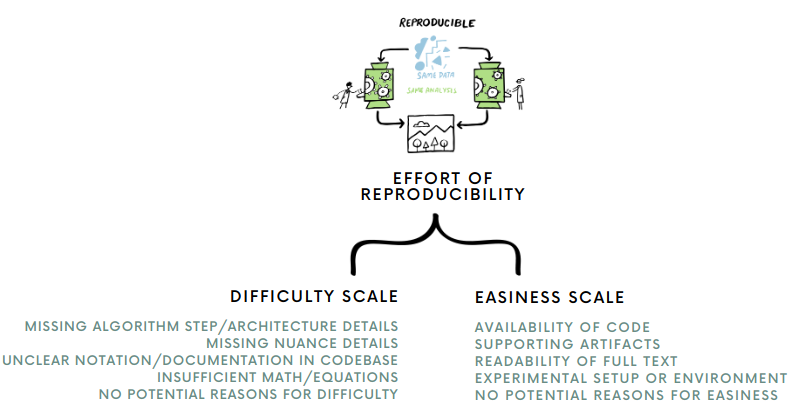 REPRODUCIBLE
SAME DATA
SAME ANALYSIS
EFFORT OF
REPRODUCIBILITY
DIFFICULTY SCALE
MISSING ALGORITHM STEP/ARCHITECTURE DETAILS
MISSING NUANCE DETAILS
UNCLEAR NOTATION/DOCUMENTATION IN CODEBASE
INSUFFICIENT MATH/EQUATIONS
NO POTENTIAL REASONS FOR DIFFICULTY
EASINESS SCALE
AVAILABILITY OF CODE
SUPPORTING ARTIFACTS
READABILITY OF FULL TEXT
EXPERIMENTAL SETUP OR ENVIRONMENT
NO POTENTIAL REASONS FOR EASINESS